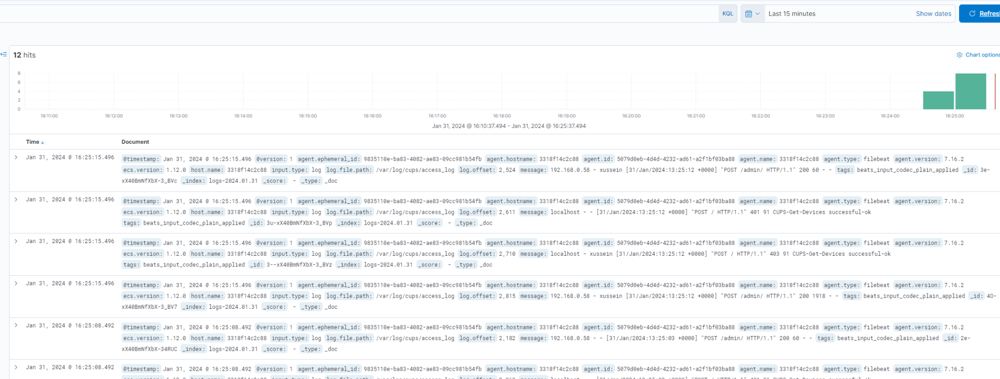 KQL Last 15 minutes Show dates Refres
12 hits Chart options
8
6
4
2
0
16:11:00 16:12:00 16:13:00 16:14:00 16:15:00 16:16:00 16:17:00 16:18:00 16:19:00 16:20:00 16:21:00 16:22:00 16:23:00 16:24:00 16:25:00
Jan 31, 2024 @ 16:10:37.494 - Jan 31, 2024 @ 16:25:37.494
Time Document
Jan 31, 2024 @ 16:25:15.496 @timestamp: Jan 31, 2024 @ 16:25:15.496 @version: 1 agent.ephemeral_id: 9835110e-ba83-4082-ae83-09cc981b54fb agent.hostname: 3318f14c2c88 agent.id: 5079d0eb-4d4d-4232-ad61-a2f1bf03ba88 agent.name: 3318f14c2c88 agent.type: filebeat agent.version: 7.16.2
ecs.version: 1.12.0 host.name: 3318f14c2c88 input.type: log log.file.path: /var/log/cups/access_log log.offset: 2,524 message: 192.168.0.58 - xussein [31/Jan/2024:13:25:12 +0000] "POST /admin/ HTTP/1.1" 200 60 - - tags: beats_input_codec_plain_applied _id: 3e-
xX40BmNfXbX-3_BVc _index: logs-2024.01.31 _score: - _type: _doc
Jan 31, 2024 @ 16:25:15.496 @timestamp: Jan 31, 2024 @ 16:25:15.496 @version: 1 agent.ephemeral_id: 9835110e-ba83-4082-ae83-09cc981b54fb agent.hostname: 3318f14c2c88 agent.id: 5079d0eb-4d4d-4232-ad61-a2f1bf03ba88 agent.name: 3318f14c2c88 agent.type: filebeat agent.version: 7.16.2
ecs.version: 1.12.0 host.name: 3318f14c2c88 input.type: log log.file.path: /var/log/cups/access_log log.offset: 2,611 message: localhost - - [31/Jan/2024:13:25:12 +0000] "POST / HTTP/1.1" 401 91 CUPS-Get-Devices successful-ok
tags: beats_input_codec_plain_applied _id: 3u-xX40BmNfXbX-3_BVp _index: logs-2024.01.31 _score: - _type: _doc
Jan 31, 2024 @ 16:25:15.496 @timestamp: Jan 31, 2024 @ 16:25:15.496 @version: 1 agent.ephemeral_id: 9835110e-ba83-4082-ae83-09cc981b54fb agent.hostname: 3318f14c2c88 agent.id: 5079d0eb-4d4d-4232-ad61-a2f1bf03ba88 agent.name: 3318f14c2c88 agent.type: filebeat agent.version: 7.16.2
ecs.version: 1.12.0 host.name: 3318f14c2c88 input.type: log log.file.path: /var/log/cups/access_log log.offset: 2,710 message: localhost - xussein [31/Jan/2024:13:25:12 +0000] "POST / HTTP/1.1" 403 91 CUPS-Get-Devices successful-ok
tags: beats_input_codec_plain_applied _id: 3--xX40BmNfXbX-3_BVz _index: logs-2024.01.31 _score: - _type: _doc
Jan 31, 2024 @ 16:25:15.496 @timestamp: Jan 31, 2024 @ 16:25:15.496 @version: 1 agent.ephemeral_id: 9835110e-ba83-4082-ae83-09cc981b54fb agent.hostname: 3318f14c2c88 agent.id: 5079d0eb-4d4d-4232-ad61-a2f1bf03ba88 agent.name: 3318f14c2c88 agent.type: filebeat agent.version: 7.16.2
ecs.version: 1.12.0 host.name: 3318f14c2c88 input.type: log log.file.path: /var/log/cups/access_log log.offset: 2,815 message: 192.168.0.58 - xussein [31/Jan/2024:13:25:12 +0000] "POST /admin/ HTTP/1.1" 200 1918 - - tags: beats_input_codec_plain_applied _id: 40-
xX40BmNfXbX-3_BV7 _index: logs-2024.01.31 _score: - _type: _doc
Jan 31, 2024 @ 16:25:08.492 @timestamp: Jan 31, 2024 @ 16:25:08.492 @version: 1 agent.ephemeral_id: 9835110e-ba83-4082-ae83-09cc981b54fb agent.hostname: 3318f14c2c88 agent.id: 5079d0eb-4d4d-4232-ad61-a2f1bf03ba88 agent.name: 3318f14c2c88 agent.type: filebeat agent.version: 7.16.2
ecs.version: 1.12.0 host.name: 3318f14c2c88 input.type: log log.file.path: /var/log/cups/access_log log.offset: 2,182 message: 192.168.0.58 - - [31/Jan/2024:13:25:03 +0000] "POST /admin/ HTTP/1.1" 200 60 - - tags: beats_input_codec_plain_applied _id: 2e-
xX40BmNfXbX-34RUC _index: logs-2024.01.31 _score: - _type: _doc
Jan 31, 2024 @ 16:25:08.492 @timestamp: Jan 31, 2024 @ 16:25:08.492 @version: 1 agent.ephemeral_id: 9835110e-ba83-4082-ae83-09cc981b54fb agent.hostname: 3318f14c2c88 agent.id: 5079d0eb-4d4d-4232-ad61-a2f1bf03ba88 agent.name: 3318f14c2c88 agent.type: filebeat agent.version: 7.16.2